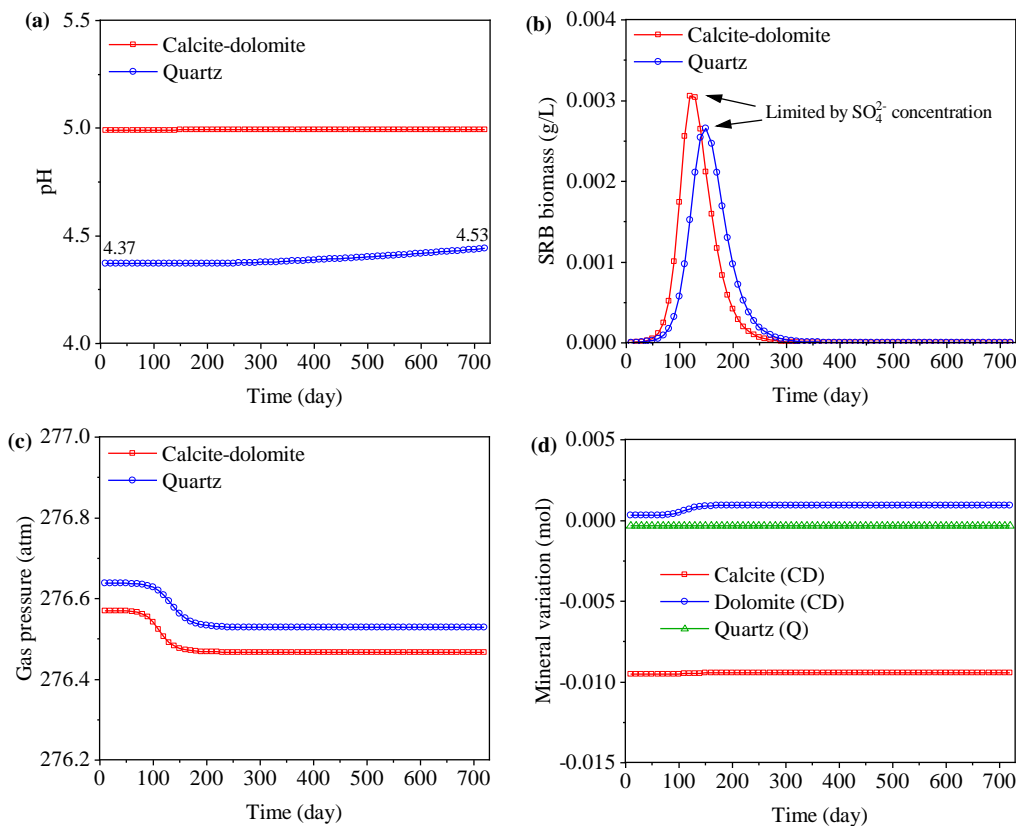 (a)
5.5
5.0
4.5
4.0
pH
Calcite-dolomite
Quartz
4.37
4.53
0 100 200 300 400 500 600 700
Time (day)
(b)
0.004
0.003
0.002
0.001
0.000
SRB biomass (g/L)
Calcite-dolomite
Quartz
Limited by SO₄²⁻ concentration
0 100 200 300 400 500 600 700
Time (day)
(c)
277.0
276.8
276.6
276.4
276.2
Gas pressure (atm)
Calcite-dolomite
Quartz
0 100 200 300 400 500 600 700
Time (day)
(d)
0.005
0.000
-0.005
-0.010
-0.015
Mineral variation (mol)
Calcite (CD)
Dolomite (CD)
Quartz (Q)
0 100 200 300 400 500 600 700
Time (day)